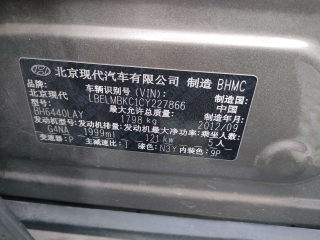 北京现代汽车有限公司 制造 BHMC
品牌:北京现代 车辆识别号(VIN): 制造国:
整车型号: LBELMBKC1CY227866 中国
BH6440LAY 最大允许总质量: 制造年月:
1798 kg 2012/09
发动机型号:发动机排量:发动机最大净功率:乘坐人数:
G4NA 1999ml 121kw 5人
变速器:P 主减速比:T 漆色:N3Y 内装色:9P